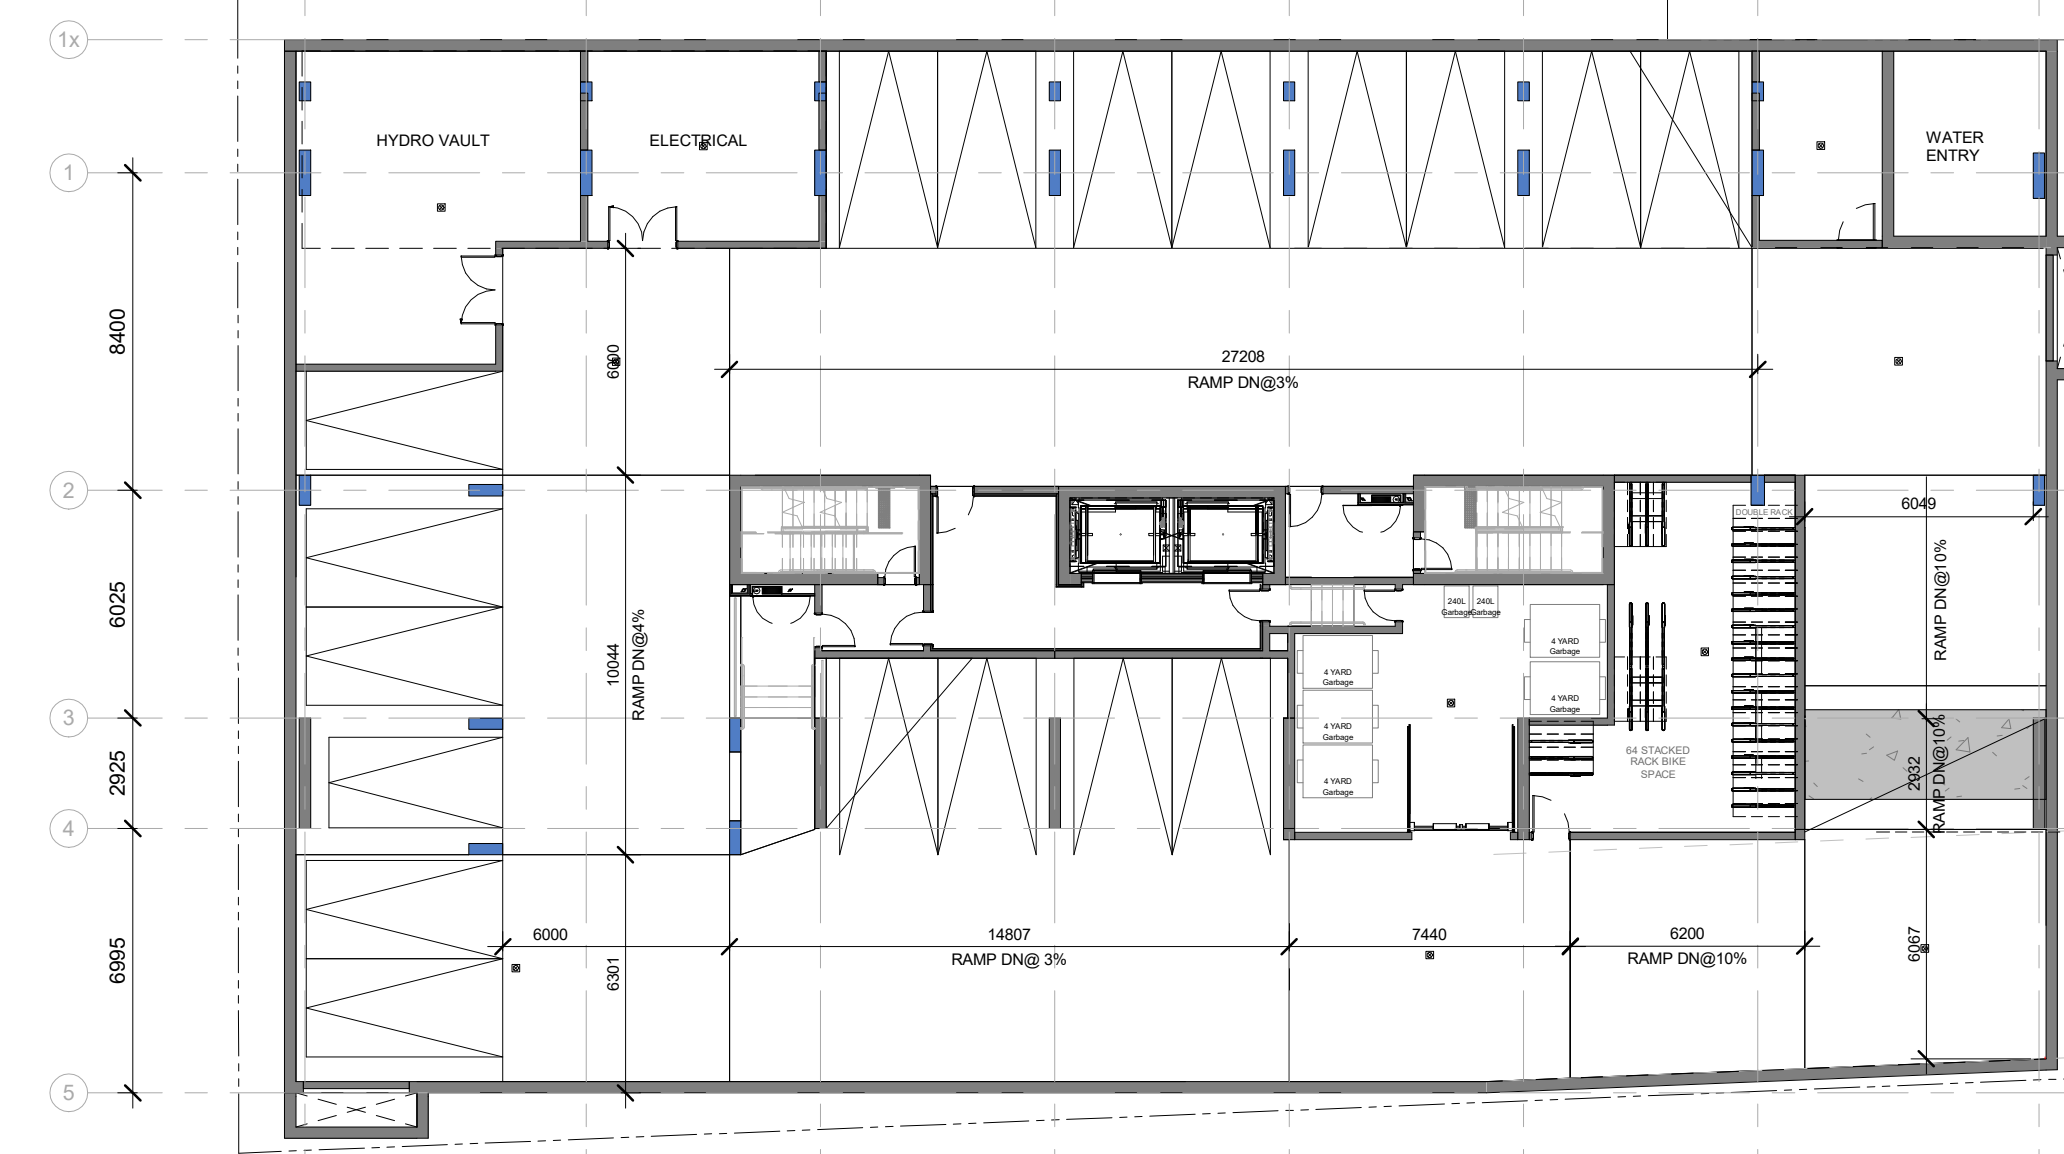 1x
HYDRO VAULT
ELECTRICAL
WATER
ENTRY
1
8400
6000
27208
RAMP DN@3%
2
6049
DOUBLE RACK
RAMP DN@10%
6025
240L
Garbage
240L
Garbage
10044
RAMP DN@4%
4 YARD
Garbage
4 YARD
Garbage
4 YARD
Garbage
4 YARD
Garbage
4 YARD
Garbage
3
64 STACKED
RACK BIKE
SPACE
2925
2932
RAMP DN@10%
4
6000
14807
RAMP DN@ 3%
7440
6200
RAMP DN@10%
6067
6995
6301
5